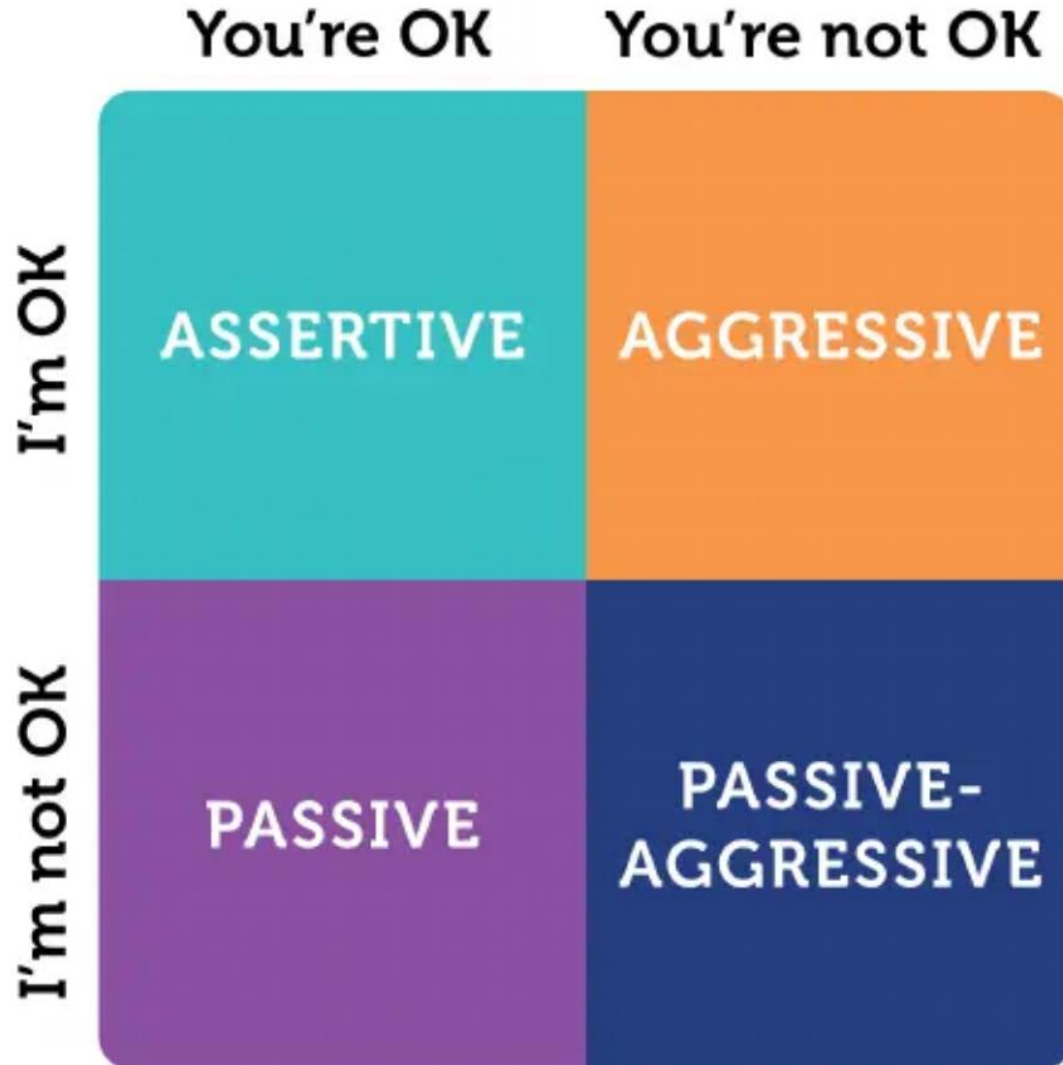 You're OK
You're not OK
I'm OK
ASSERTIVE
AGGRESSIVE
I'm not OK
PASSIVE
PASSIVE-
AGGRESSIVE